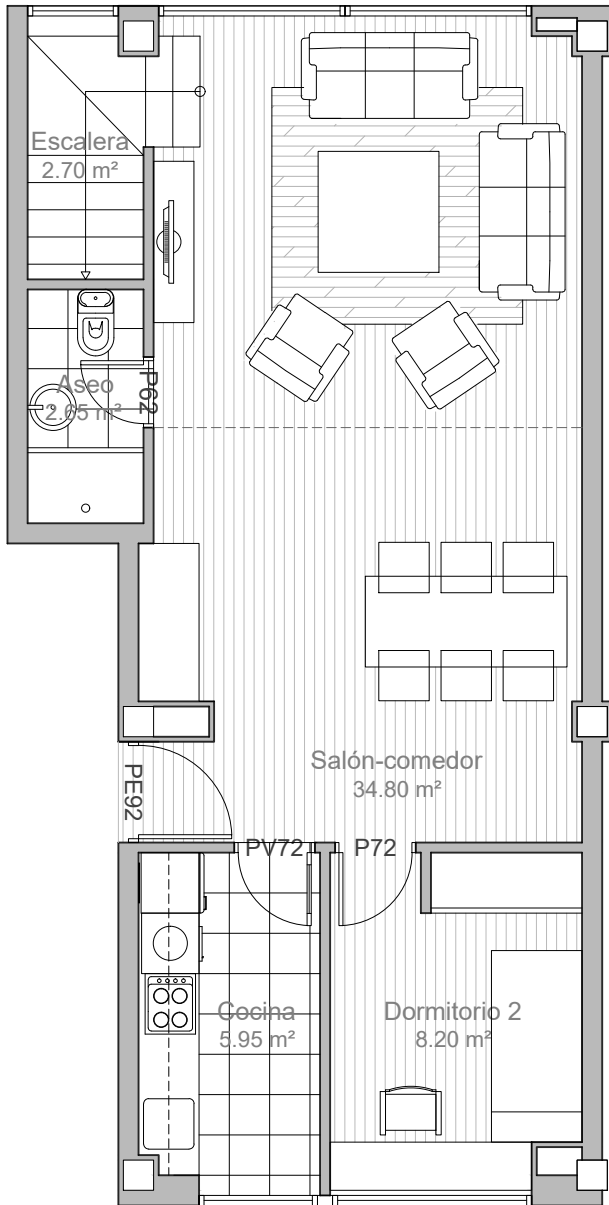 Escalera
2.70 m²
Aseo
2.65 m²
P62
Salón-comedor
34.80 m²
PE92
PV72
P72
Cocina
5.95 m²
Dormitorio 2
8.20 m²